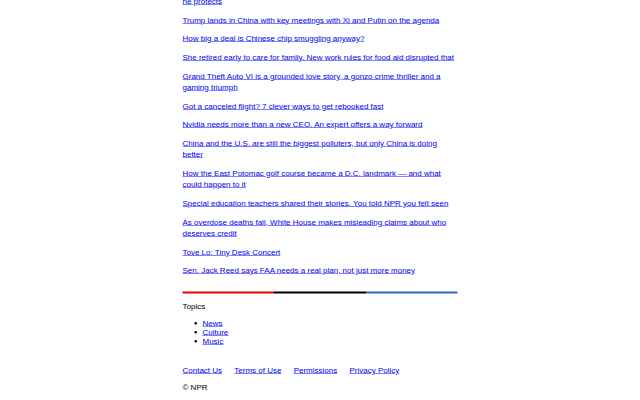 he protects
Trump lands in China with key meetings with Xi and Putin on the agenda
How big a deal is Chinese chip smuggling anyway?
She retired early to care for family. New work rules for food aid disrupted that
Grand Theft Auto VI is a grounded love story, a gonzo crime thriller and a
gaming triumph
Got a canceled flight? 7 clever ways to get rebooked fast
Nvidia needs more than a new CEO. An expert offers a way forward
China and the U.S. are still the biggest polluters, but only China is doing
better
How the East Potomac golf course became a D.C. landmark — and what
could happen to it
Special education teachers shared their stories. You told NPR you felt seen
As overdose deaths fall, White House makes misleading claims about who
deserves credit
Tove Lo: Tiny Desk Concert
Sen. Jack Reed says FAA needs a real plan, not just more money
Topics
News
Culture
Music
Contact Us Terms of Use Permissions Privacy Policy
© NPR